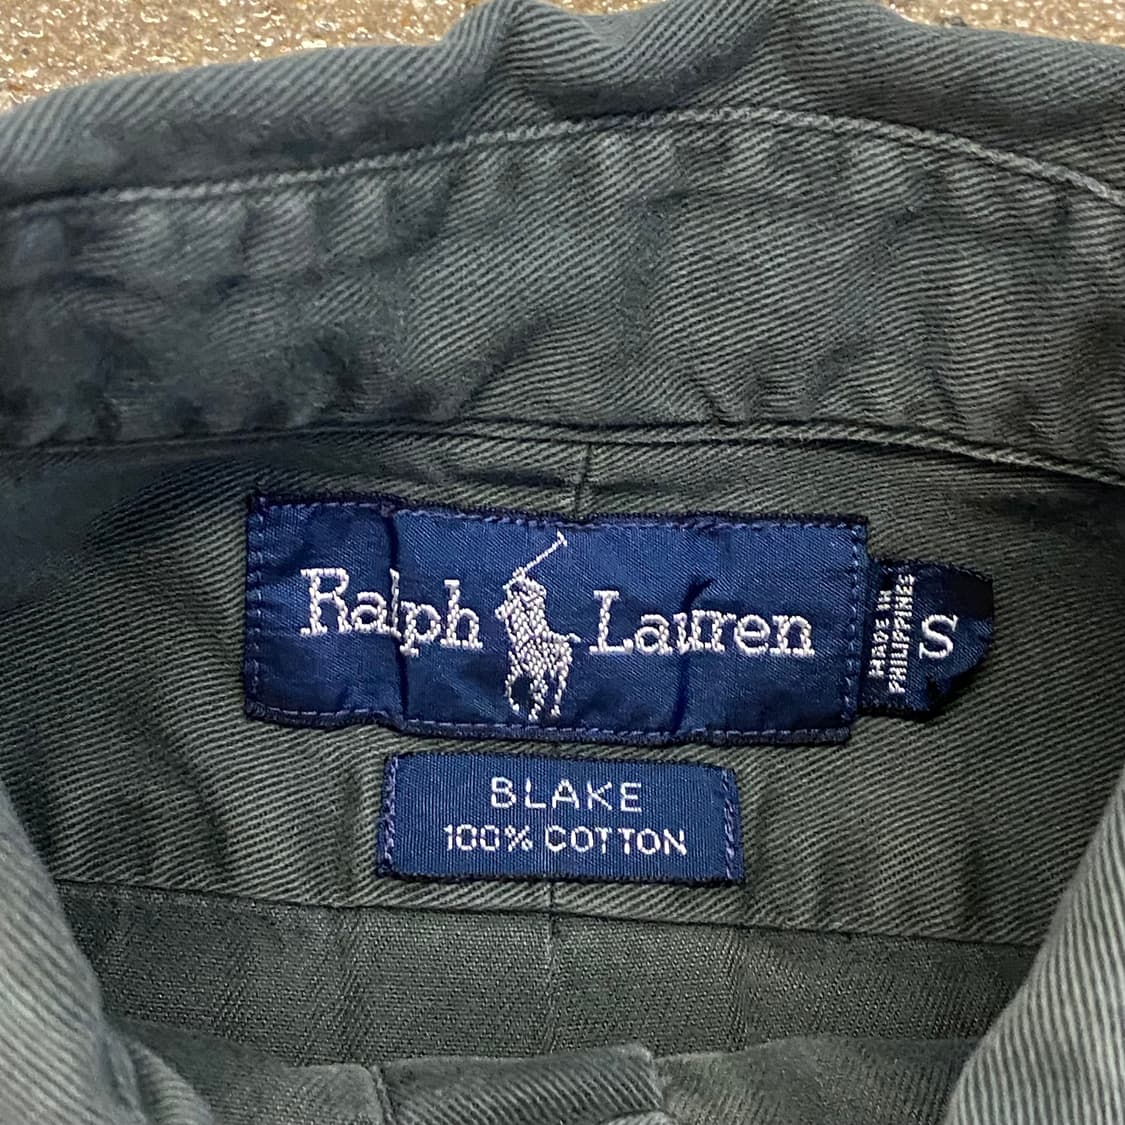 Ralph Lauren
MADE IN
PHILIPPINES
S
BLAKE
100% COTTON